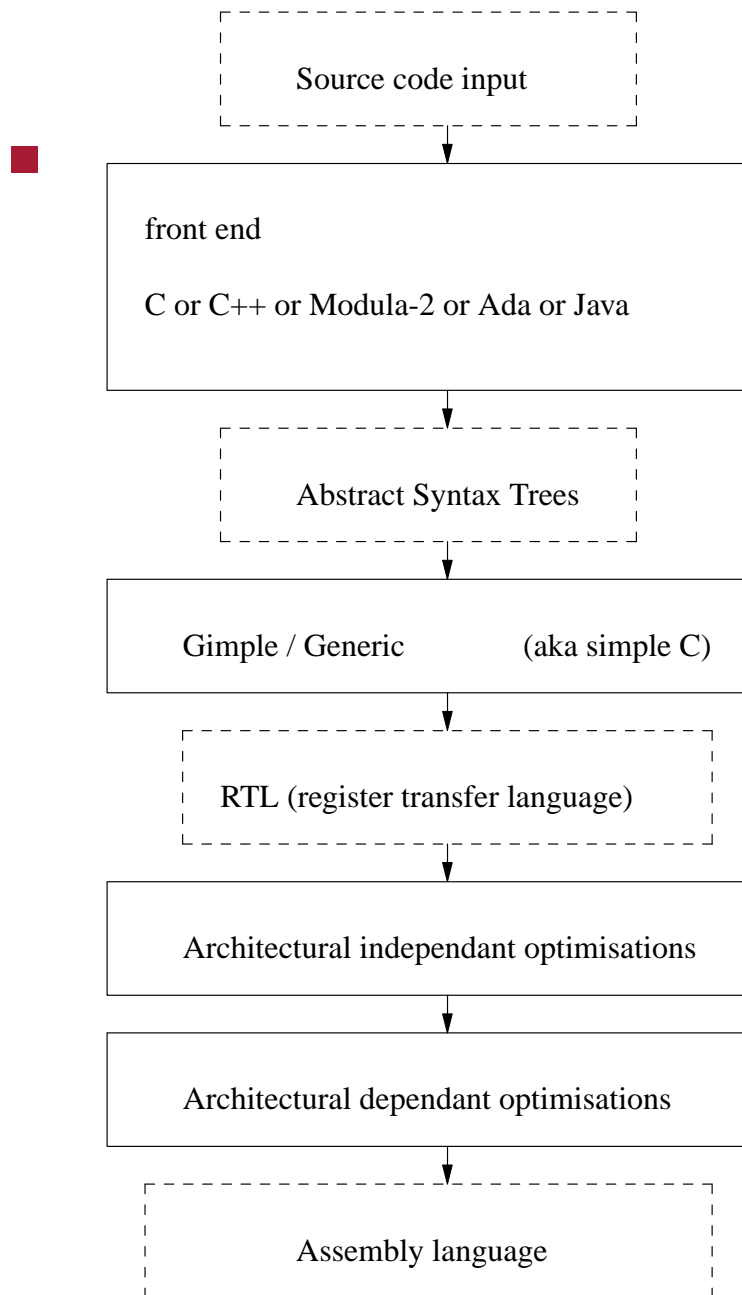 Source code input
front end
C or C++ or Modula-2 or Ada or Java
Abstract Syntax Trees
Gimple / Generic (aka simple C)
RTL (register transfer language)
Architectural independant optimisations
Architectural dependant optimisations
Assembly language